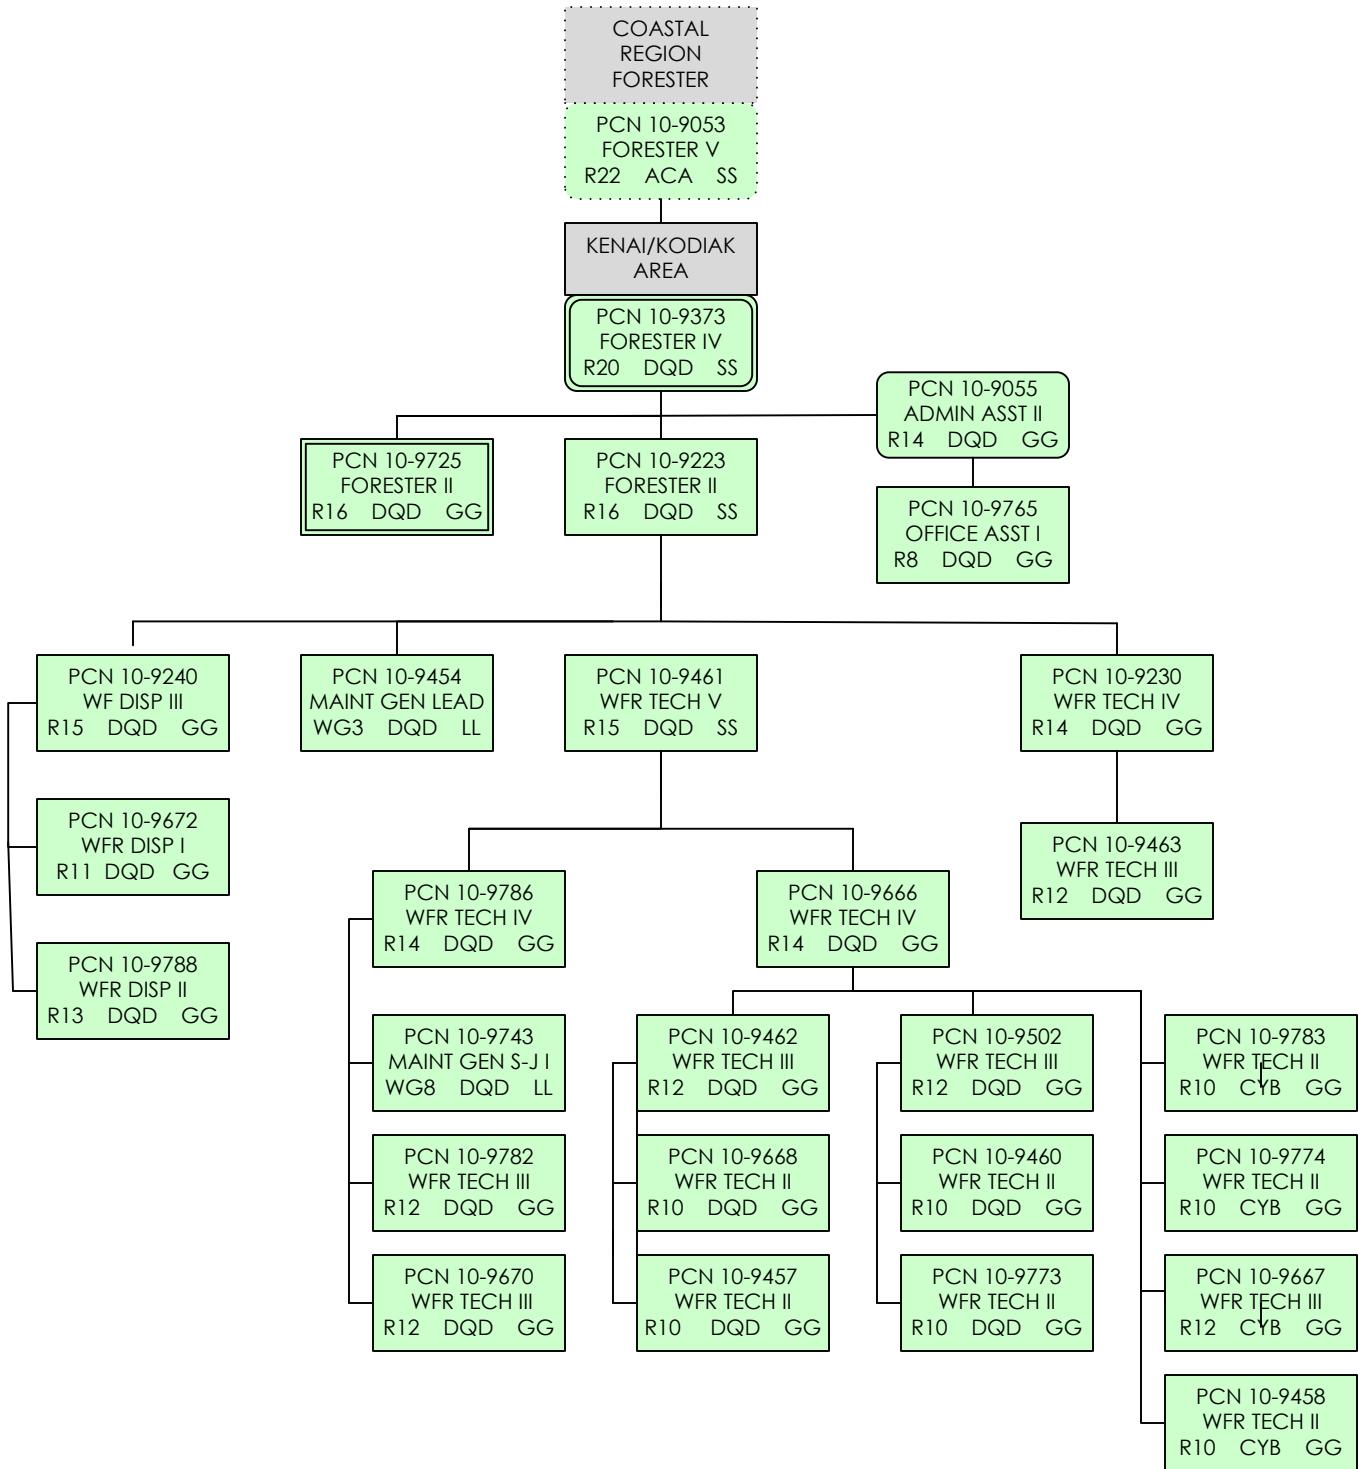 COASTAL
REGION
FORESTER
PCN 10-9053
FORESTER V
R22 ACA SS
KENAI/KODIAK
AREA
PCN 10-9373
FORESTER IV
R20 DQD SS
PCN 10-9055
ADMIN ASST II
R14 DQD GG
PCN 10-9725
FORESTER II
R16 DQD GG
PCN 10-9223
FORESTER II
R16 DQD SS
PCN 10-9765
OFFICE ASST I
R8 DQD GG
PCN 10-9240
WF DISP III
R15 DQD GG
PCN 10-9454
MAINT GEN LEAD
WG3 DQD LL
PCN 10-9461
WFR TECH V
R15 DQD SS
PCN 10-9230
WFR TECH IV
R14 DQD GG
PCN 10-9672
WFR DISP I
R11 DQD GG
PCN 10-9463
WFR TECH III
R12 DQD GG
PCN 10-9786
WFR TECH IV
R14 DQD GG
PCN 10-9666
WFR TECH IV
R14 DQD GG
PCN 10-9788
WFR DISP II
R13 DQD GG
PCN 10-9743
MAINT GEN S-J I
WG8 DQD LL
PCN 10-9462
WFR TECH III
R12 DQD GG
PCN 10-9502
WFR TECH III
R12 DQD GG
PCN 10-9783
WFR TECH II
R10 CYB GG
PCN 10-9782
WFR TECH III
R12 DQD GG
PCN 10-9668
WFR TECH II
R10 DQD GG
PCN 10-9460
WFR TECH II
R10 DQD GG
PCN 10-9774
WFR TECH II
R10 CYB GG
PCN 10-9670
WFR TECH III
R12 DQD GG
PCN 10-9457
WFR TECH II
R10 DQD GG
PCN 10-9773
WFR TECH II
R10 DQD GG
PCN 10-9667
WFR TECH III
R12 CYB GG
PCN 10-9458
WFR TECH II
R10 CYB GG